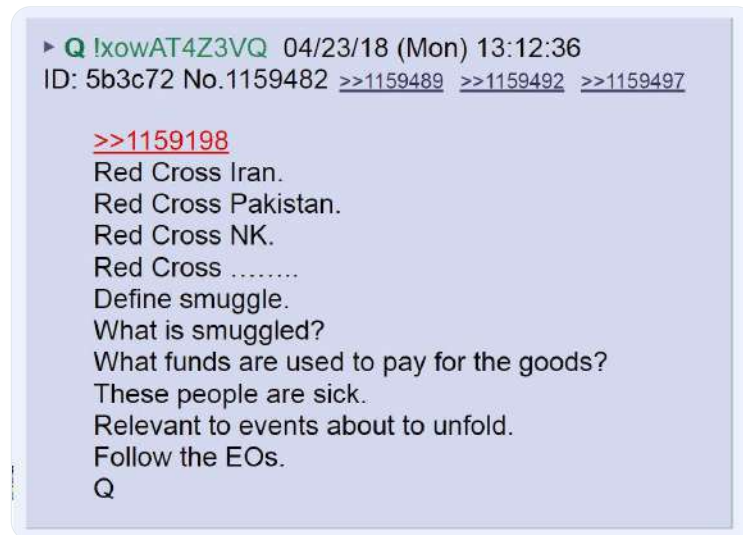 ▸ Q !xowAT4Z3VQ 04/23/18 (Mon) 13:12:36
ID: 5b3c72 No.1159482 >>1159489 >>1159492 >>1159497
>>1159198
Red Cross Iran.
Red Cross Pakistan.
Red Cross NK.
Red Cross ........
Define smuggle.
What is smuggled?
What funds are used to pay for the goods?
These people are sick.
Relevant to events about to unfold.
Follow the EOs.
Q